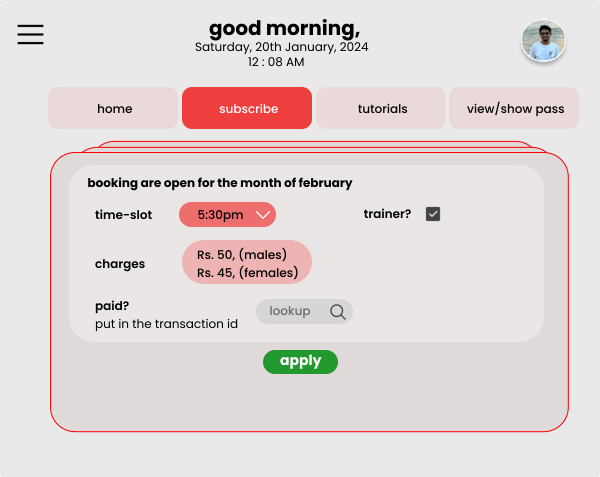 good morning,
Saturday, 20th January, 2024
12 : 08 AM
home
subscribe
tutorials
view/show pass
booking are open for the month of february
time-slot
5:30pm
trainer?
charges
Rs. 50, (males)
Rs. 45, (females)
paid?
put in the transaction id
lookup
apply